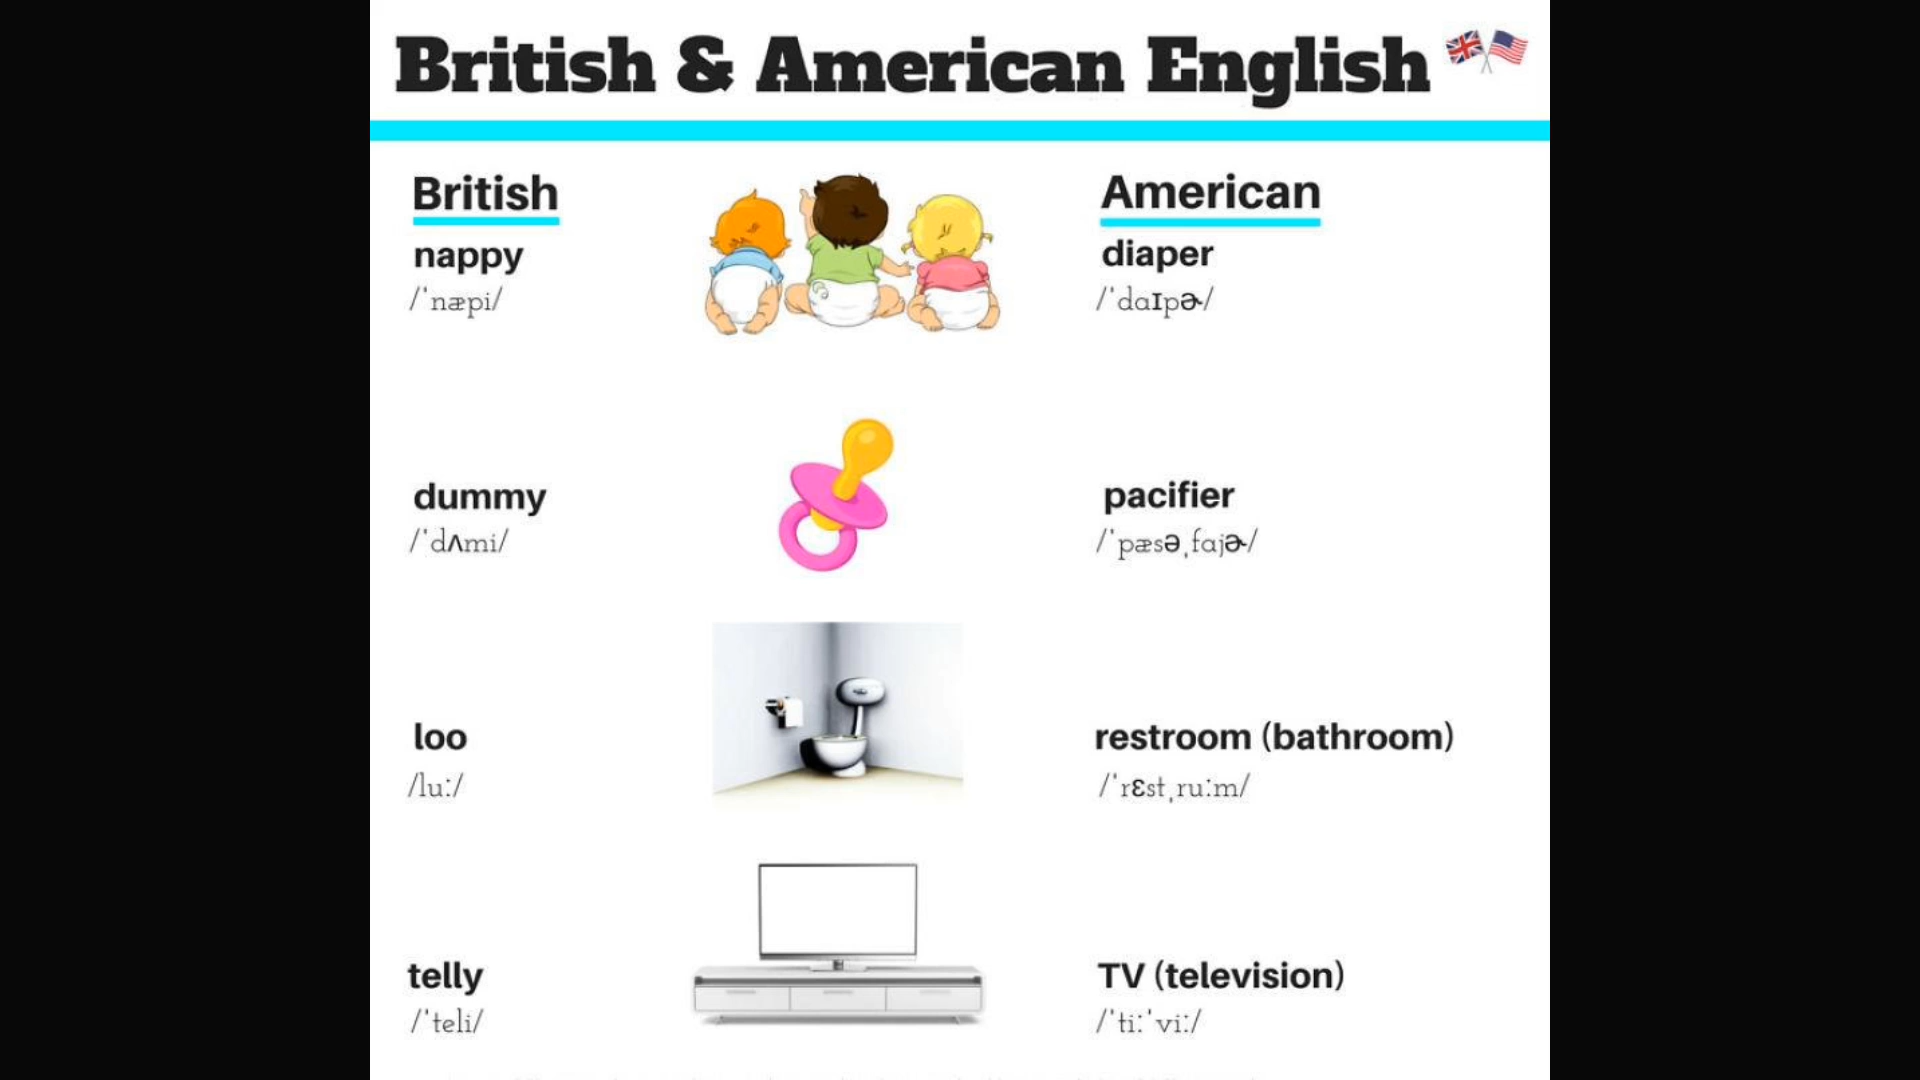 British & American English
British
American
nappy
diaper
/ˈnæpi/
/ˈdaɪpɚ/
dummy
pacifier
/ˈdʌmi/
/ˈpæsəˌfajɚ/
loo
restroom (bathroom)
/luː/
/ˈrɛstˌruːm/
telly
TV (television)
/ˈteli/
/ˈtiːˈviː/